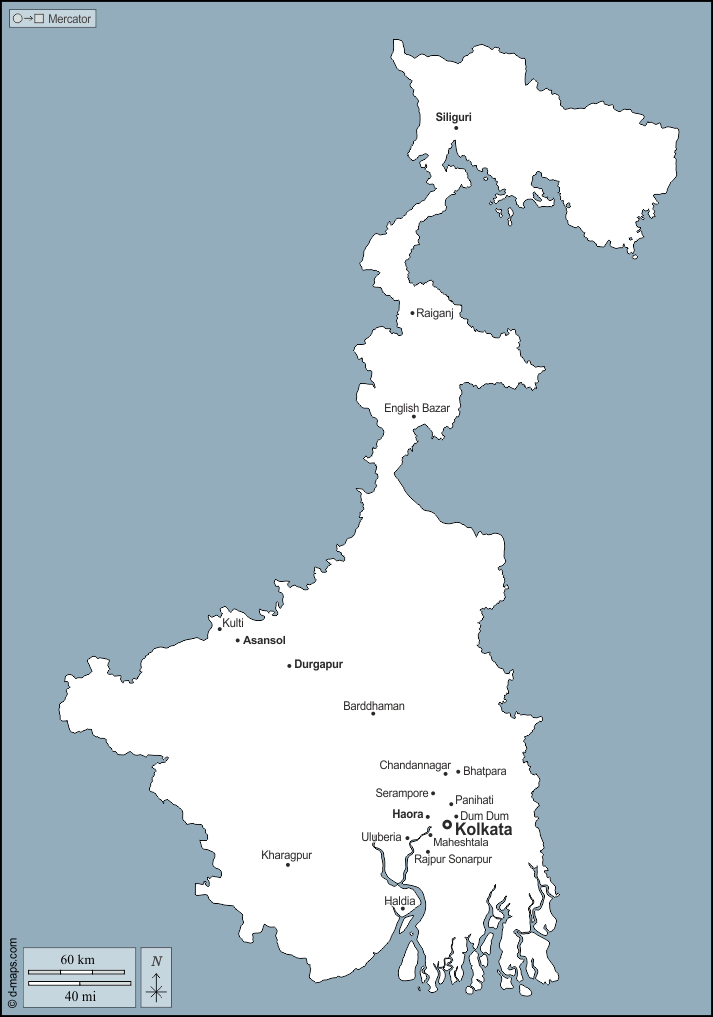 Mercator
Siliguri
Raiganj
English Bazar
Kulti
Asansol
Durgapur
Barddhaman
Chandannagar
Bhatpara
Serampore
Panihati
Haora
Dum Dum
Kolkata
Uluberia
Maheshtala
Rajpur Sonarpur
Kharagpur
Haldia
60 km
40 mi
N
© d-maps.com